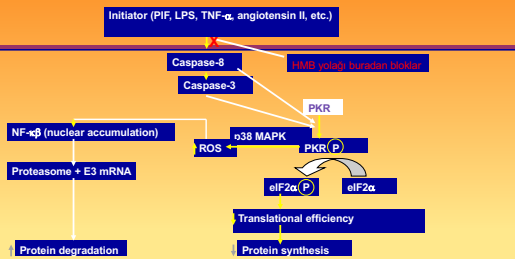 Initiator (PIF, LPS, TNF-α, angiotensin II, etc.)
X
Caspase-8
HMB yolağı buradan bloklar
Caspase-3
PKR
NF-κβ (nuclear accumulation)
p38 MAPK
ROS
PKR P
Proteasome + E3 mRNA
eIF2α P
eIF2α
Translational efficiency
Protein degradation
Protein synthesis